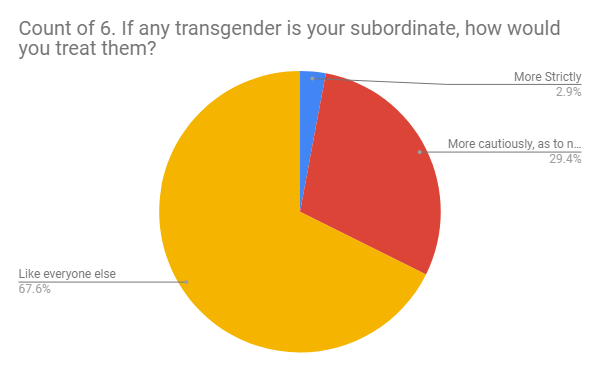 Count of 6. If any transgender is your subordinate, how would
you treat them?
More Strictly
2.9%
More cautiously, as to n...
29.4%
Like everyone else
67.6%